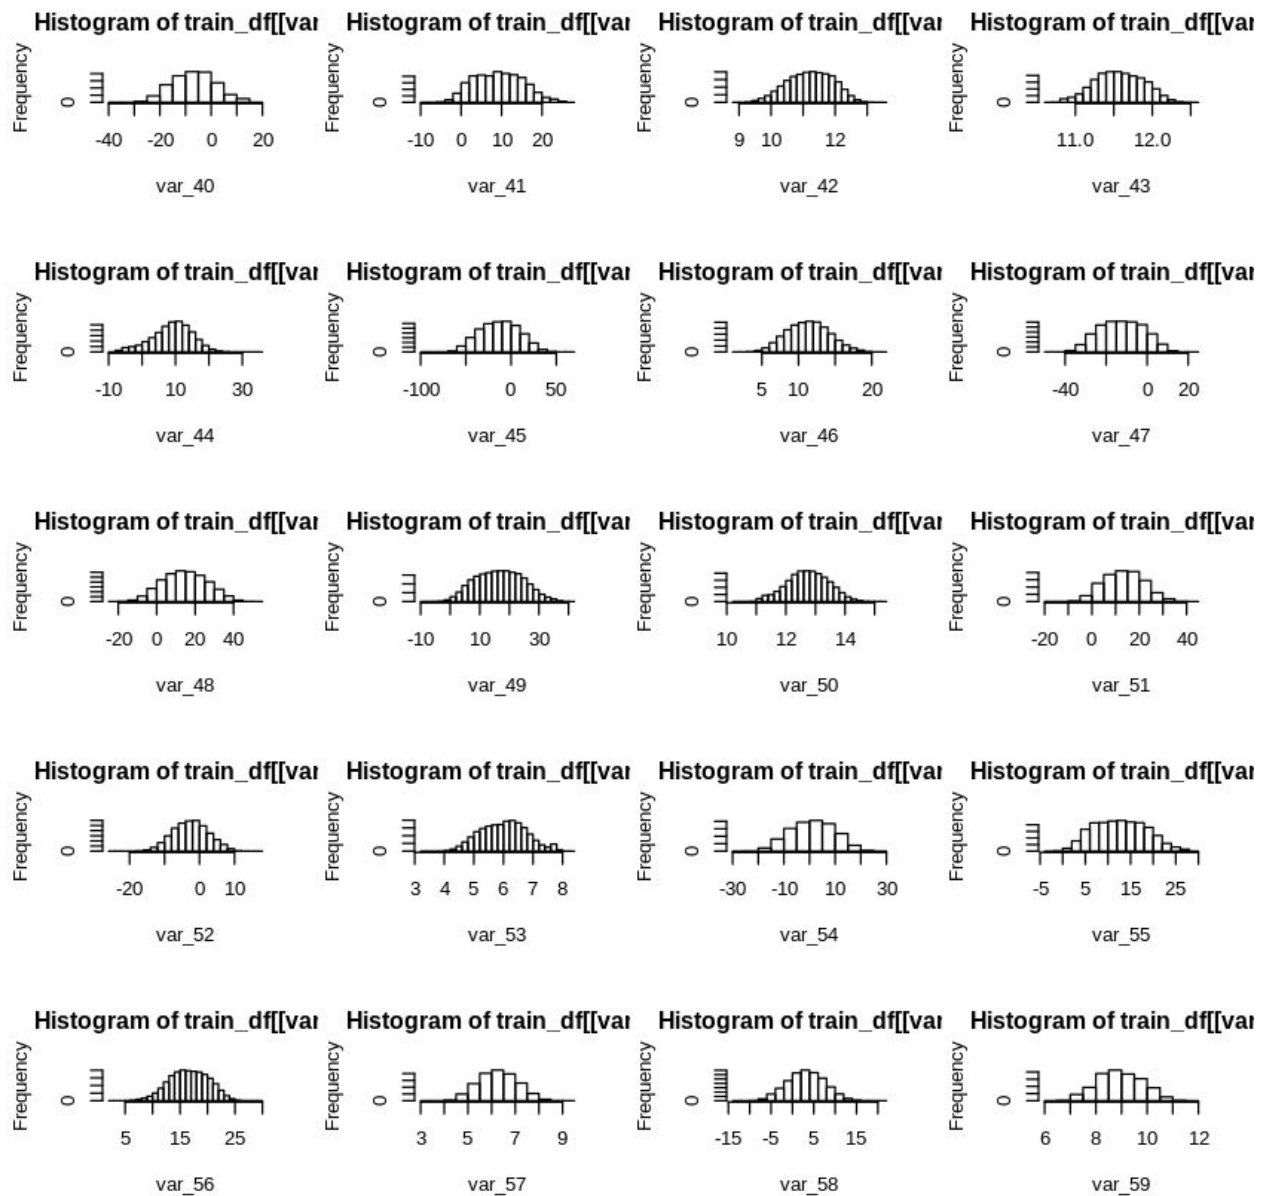 Histogram of train_df[[var Histogram of train_df[[var Histogram of train_df[[var Histogram of train_df[[var
Frequency Frequency Frequency Frequency
0 0 0 0
-40 -20 0 20 -10 0 10 20 9 10 12 11.0 12.0
var_40 var_41 var_42 var_43
Histogram of train_df[[var Histogram of train_df[[var Histogram of train_df[[var Histogram of train_df[[var
Frequency Frequency Frequency Frequency
0 0 0 0
-10 10 30 -100 0 50 5 10 20 -40 0 20
var_44 var_45 var_46 var_47
Histogram of train_df[[var Histogram of train_df[[var Histogram of train_df[[var Histogram of train_df[[var
Frequency Frequency Frequency Frequency
0 0 0 0
-20 0 20 40 -10 10 30 10 12 14 -20 0 20 40
var_48 var_49 var_50 var_51
Histogram of train_df[[var Histogram of train_df[[var Histogram of train_df[[var Histogram of train_df[[var
Frequency Frequency Frequency Frequency
0 0 0 0
-20 0 10 3 4 5 6 7 8 -30 -10 10 30 -5 5 15 25
var_52 var_53 var_54 var_55
Histogram of train_df[[var Histogram of train_df[[var Histogram of train_df[[var Histogram of train_df[[var
Frequency Frequency Frequency Frequency
0 0 0 0
5 15 25 3 5 7 9 -15 -5 5 15 6 8 10 12
var_56 var_57 var_58 var_59